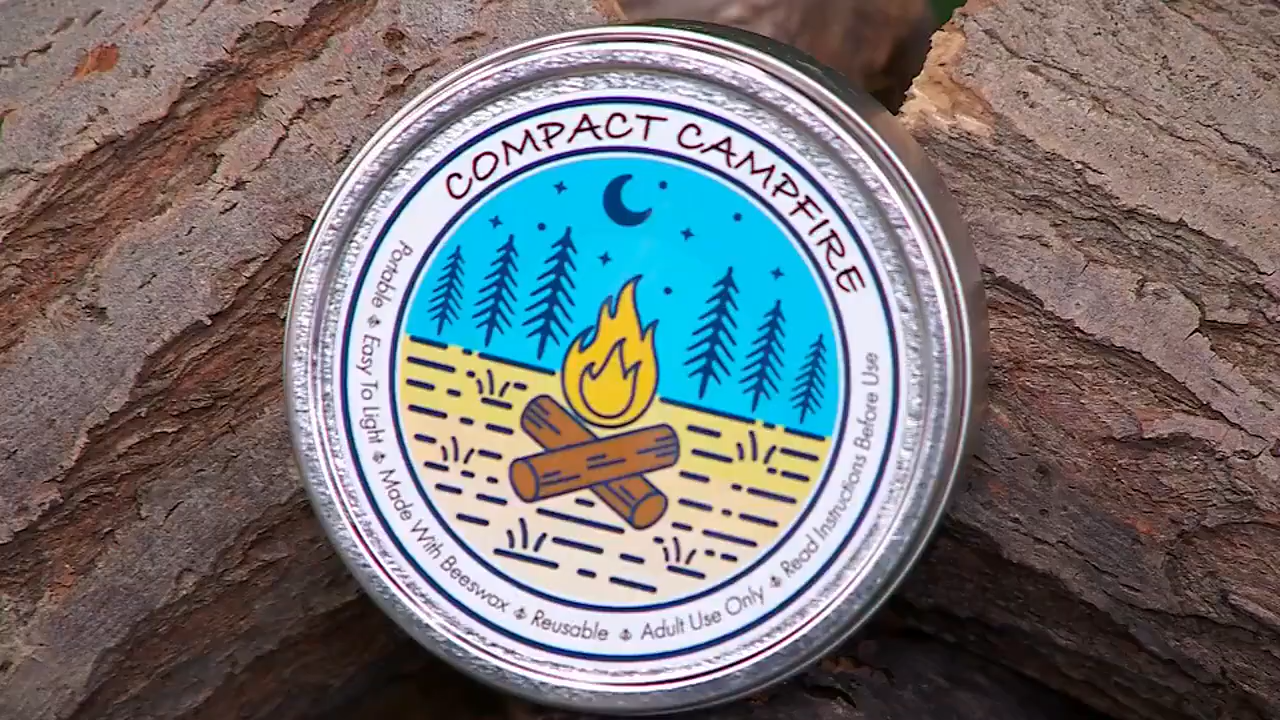 COMPACT CAMPFIRE
Portable ♣ Easy To Light ♣ Made With Beeswax ♣ Reusable ♣ Adult Use Only ♣ Read Instructions Before Use